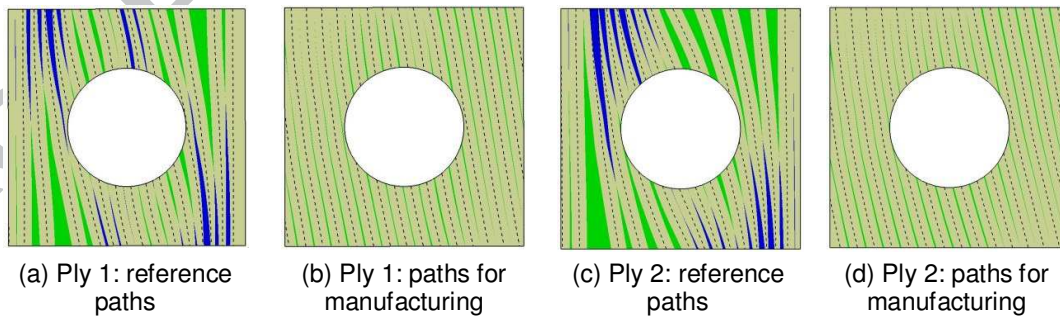 (a) Ply 1: reference
paths
(b) Ply 1: paths for
manufacturing
(c) Ply 2: reference
paths
(d) Ply 2: paths for
manufacturing